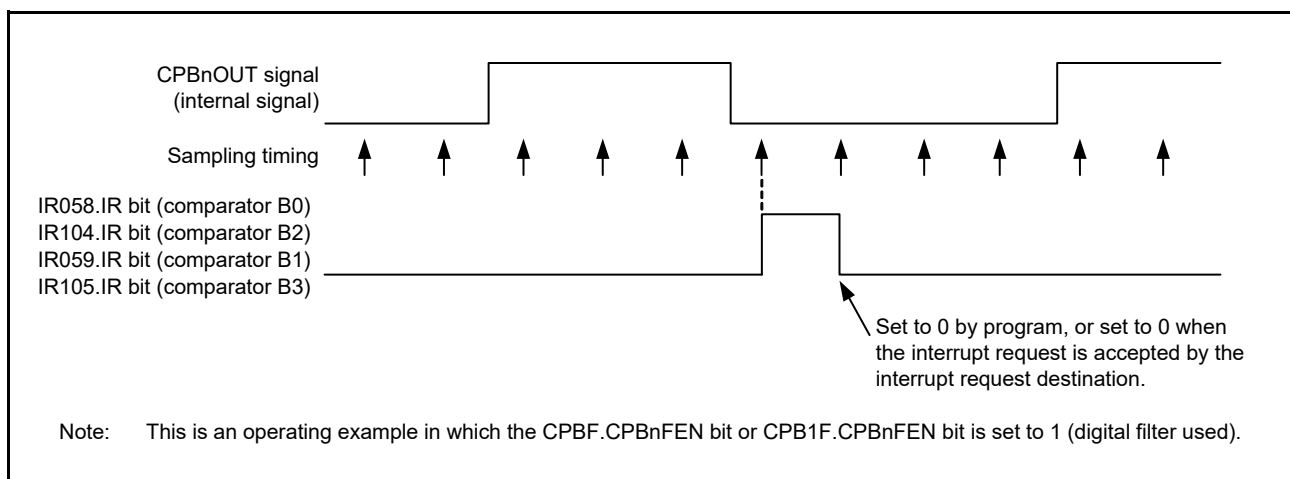 CPBnOUT signal
(internal signal)
Sampling timing
IR058.IR bit (comparator B0)
IR104.IR bit (comparator B2)
IR059.IR bit (comparator B1)
IR105.IR bit (comparator B3)
Set to 0 by program, or set to 0 when
the interrupt request is accepted by the
interrupt request destination.
Note: This is an operating example in which the CPBF.CPBnFEN bit or CPB1F.CPBnFEN bit is set to 1 (digital filter used).